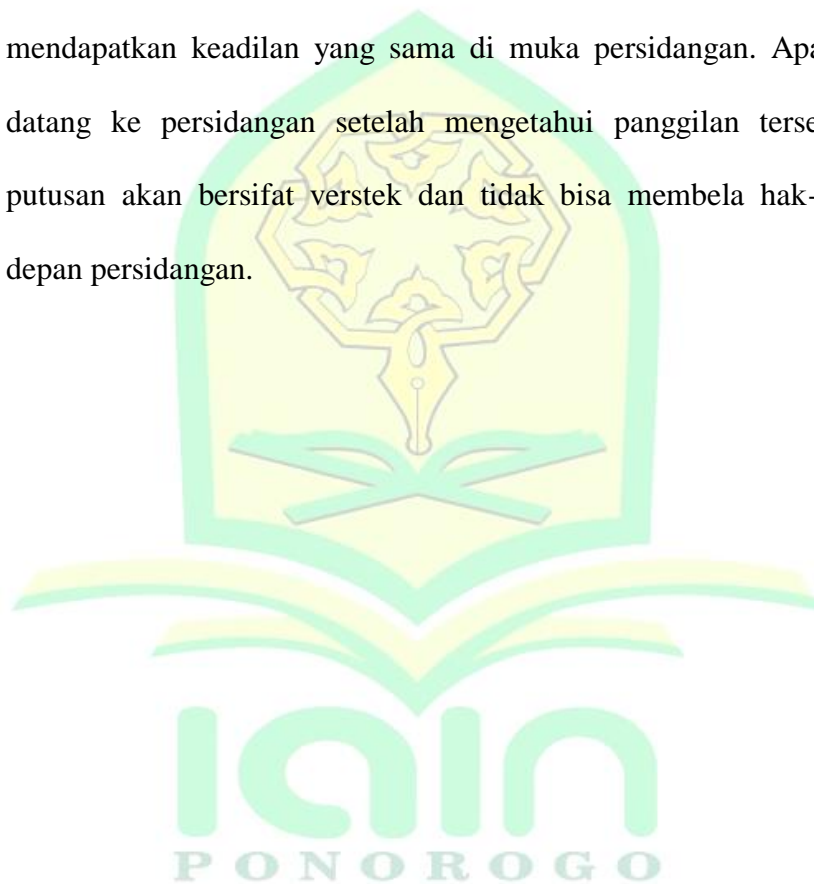 mendapatkan keadilan yang sama di muka persidangan. Apa
datang ke persidangan setelah mengetahui panggilan terse
putusan akan bersifat verstek dan tidak bisa membela hak-
depan persidangan.
iain
PONOROGO